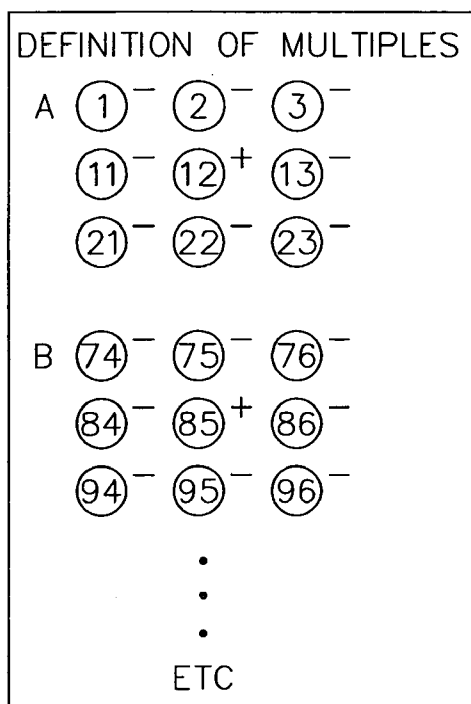 DEFINITION OF MULTIPLES
A 1− 2− 3−
11− 12+ 13−
21− 22− 23−
B 74− 75− 76−
84− 85+ 86−
94− 95− 96−
ETC